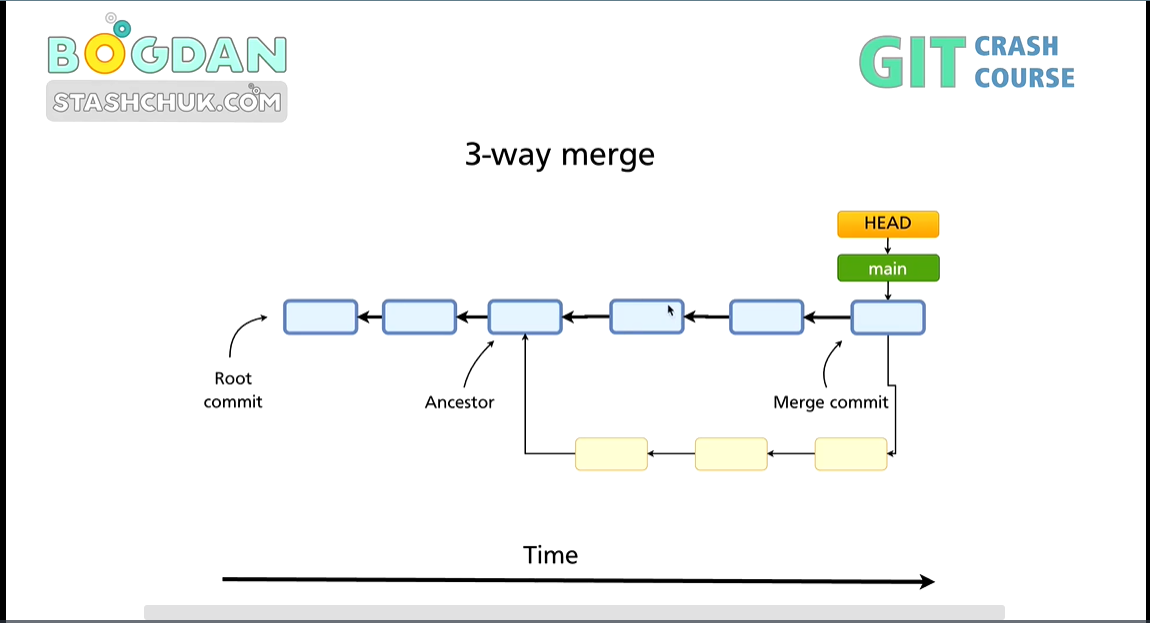 BOGDAN
STASHCHUK.COM
GIT CRASH COURSE
3-way merge
HEAD
main
Root
commit
Ancestor
Merge commit
Time